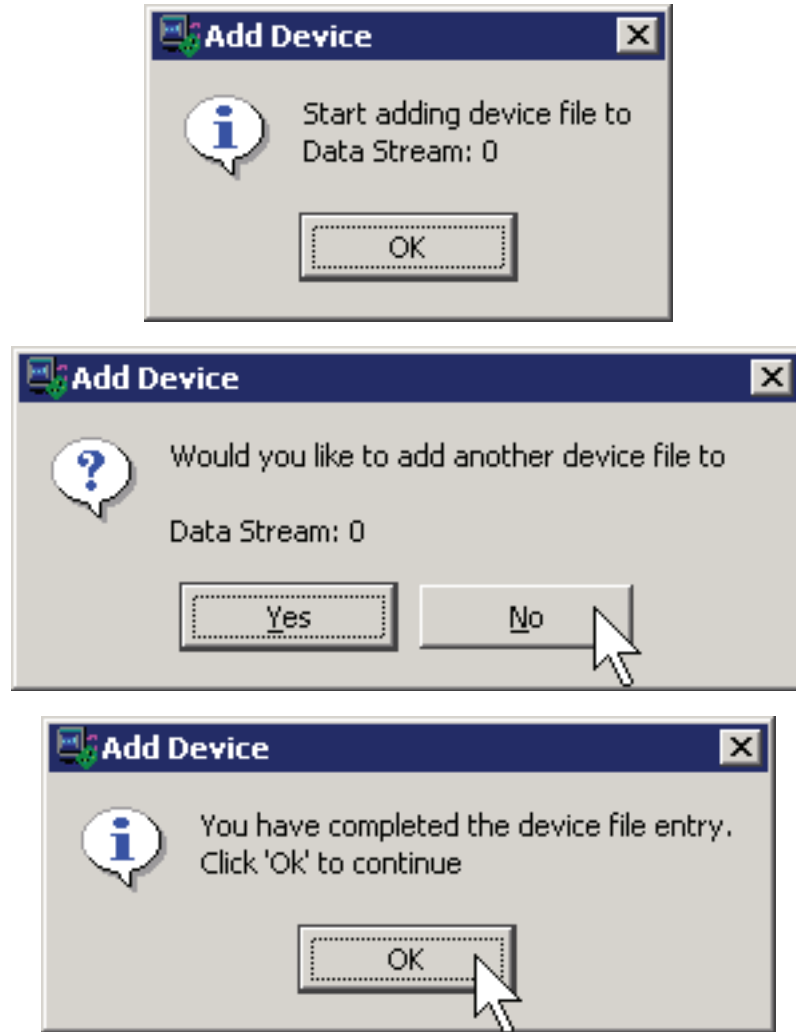 Add Device
Start adding device file to
Data Stream: 0
OK
Add Device
Would you like to add another device file to
Data Stream: 0
Yes No
Add Device
You have completed the device file entry.
Click 'Ok' to continue
OK